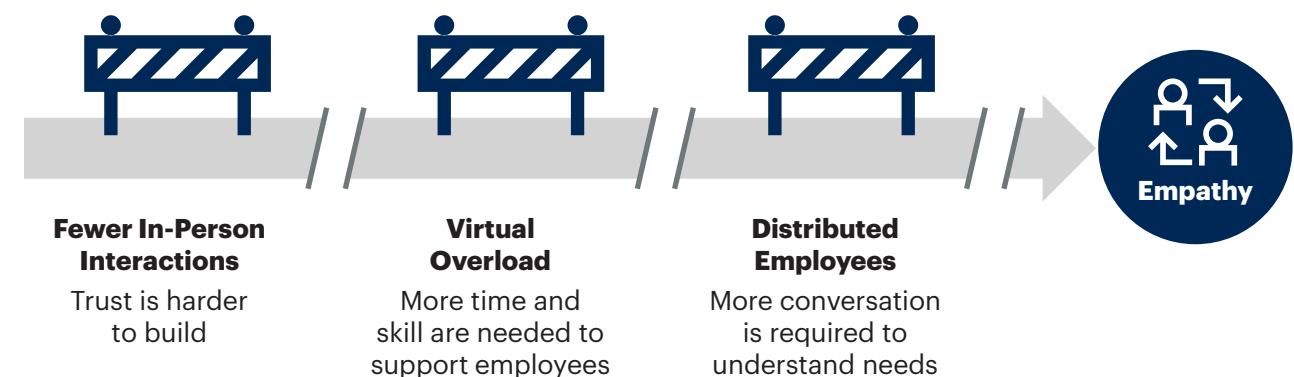 Empathy
Fewer In-Person
Interactions
Trust is harder
to build
Virtual
Overload
More time and
skill are needed to
support employees
Distributed
Employees
More conversation
is required to
understand needs